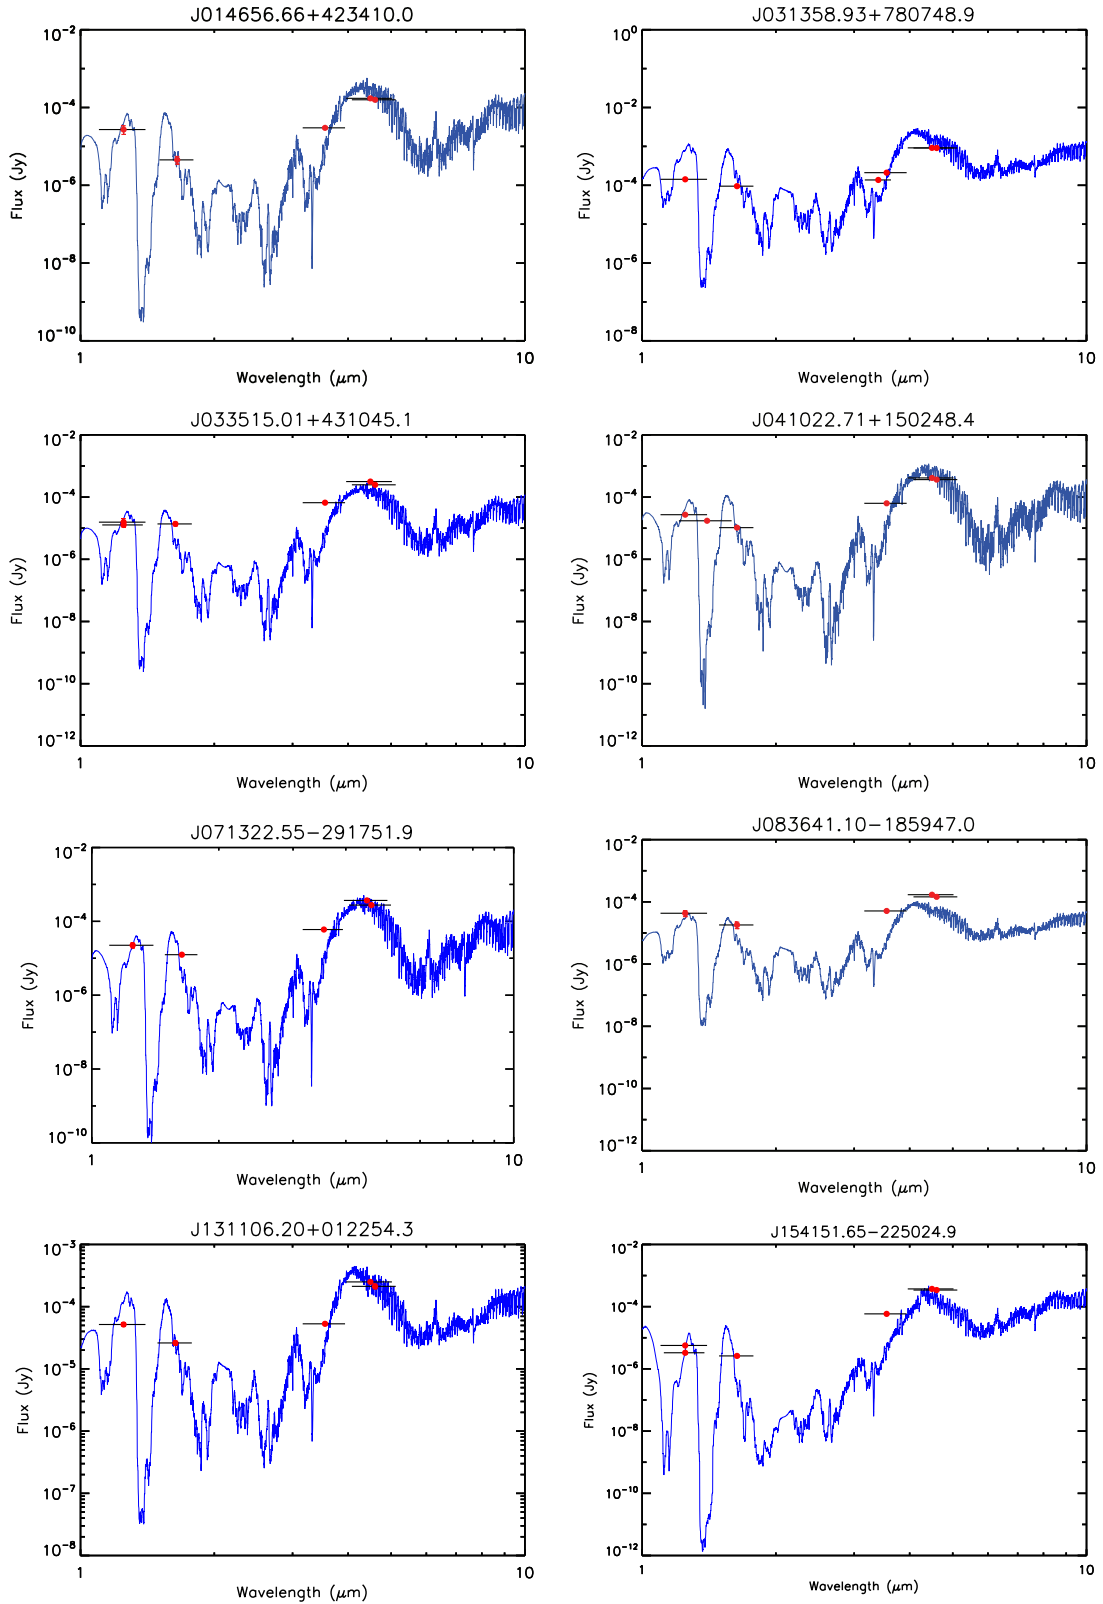 J014656.66+423410.0
10^-2
10^-4
10^-6
10^-8
10^-10
Flux (Jy)
1
10
Wavelength (μm)
J031358.93+780748.9
10^0
10^-2
10^-4
10^-6
10^-8
Flux (Jy)
1
10
Wavelength (μm)
J033515.01+431045.1
10^-2
10^-4
10^-6
10^-8
10^-10
10^-12
Flux (Jy)
1
10
Wavelength (μm)
J041022.71+150248.4
10^-2
10^-4
10^-6
10^-8
10^-10
10^-12
Flux (Jy)
1
10
Wavelength (μm)
J071322.55-291751.9
10^-2
10^-4
10^-6
10^-8
10^-10
Flux (Jy)
1
10
Wavelength (μm)
J083641.10-185947.0
10^-2
10^-4
10^-6
10^-8
10^-10
10^-12
Flux (Jy)
1
10
Wavelength (μm)
J131106.20+012254.3
10^-3
10^-4
10^-5
10^-6
10^-7
10^-8
Flux (Jy)
1
10
Wavelength (μm)
J154151.65-225024.9
10^-2
10^-4
10^-6
10^-8
10^-10
10^-12
Flux (Jy)
1
10
Wavelength (μm)